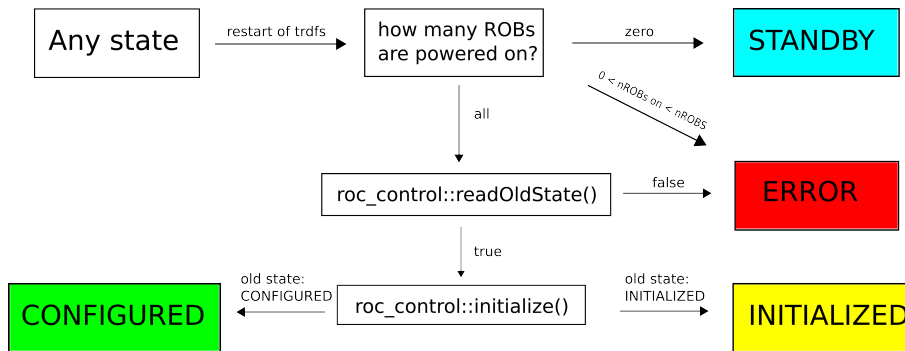 Any state
restart of trdfs
how many ROBs
are powered on?
zero
STANDBY
0 < nROBs on < nROBS
all
roc_control::readOldState()
false
ERROR
true
old state:
CONFIGURED
CONFIGURED
roc_control::initialize()
old state:
INITIALIZED
INITIALIZED